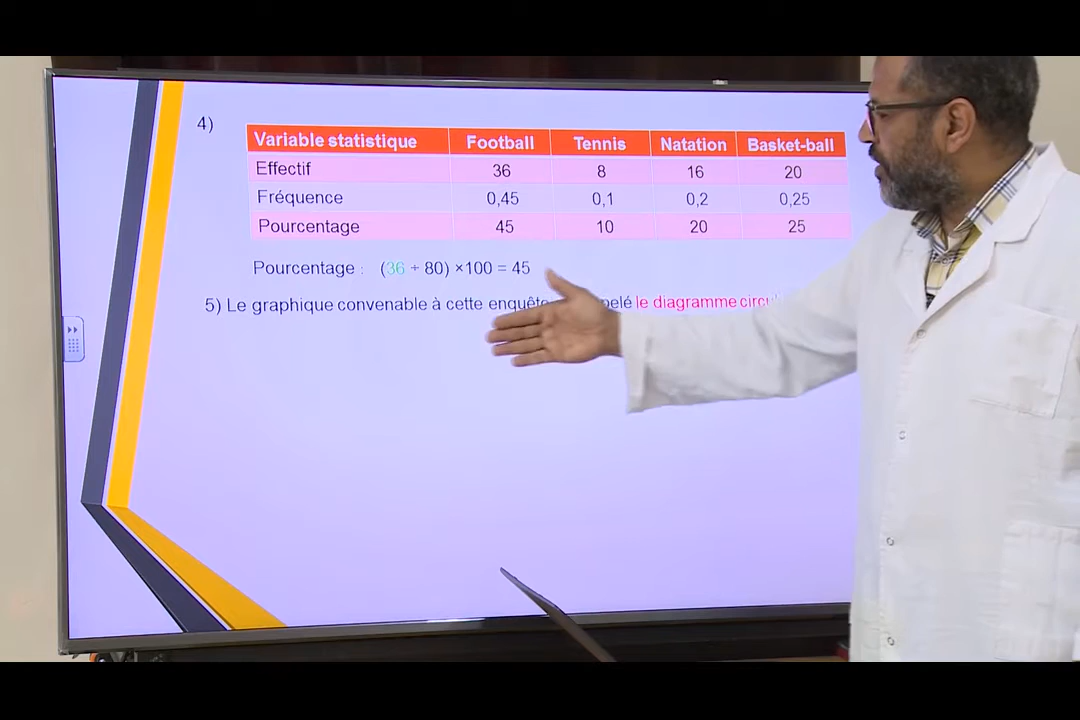 4)
Variable statistique Football Tennis Natation Basket-ball
Effectif 36 8 16 20
Fréquence 0,45 0,1 0,2 0,25
Pourcentage 45 10 20 25
Pourcentage : (36 ÷ 80) ×100 = 45
5) Le graphique convenable à cette le diagramme